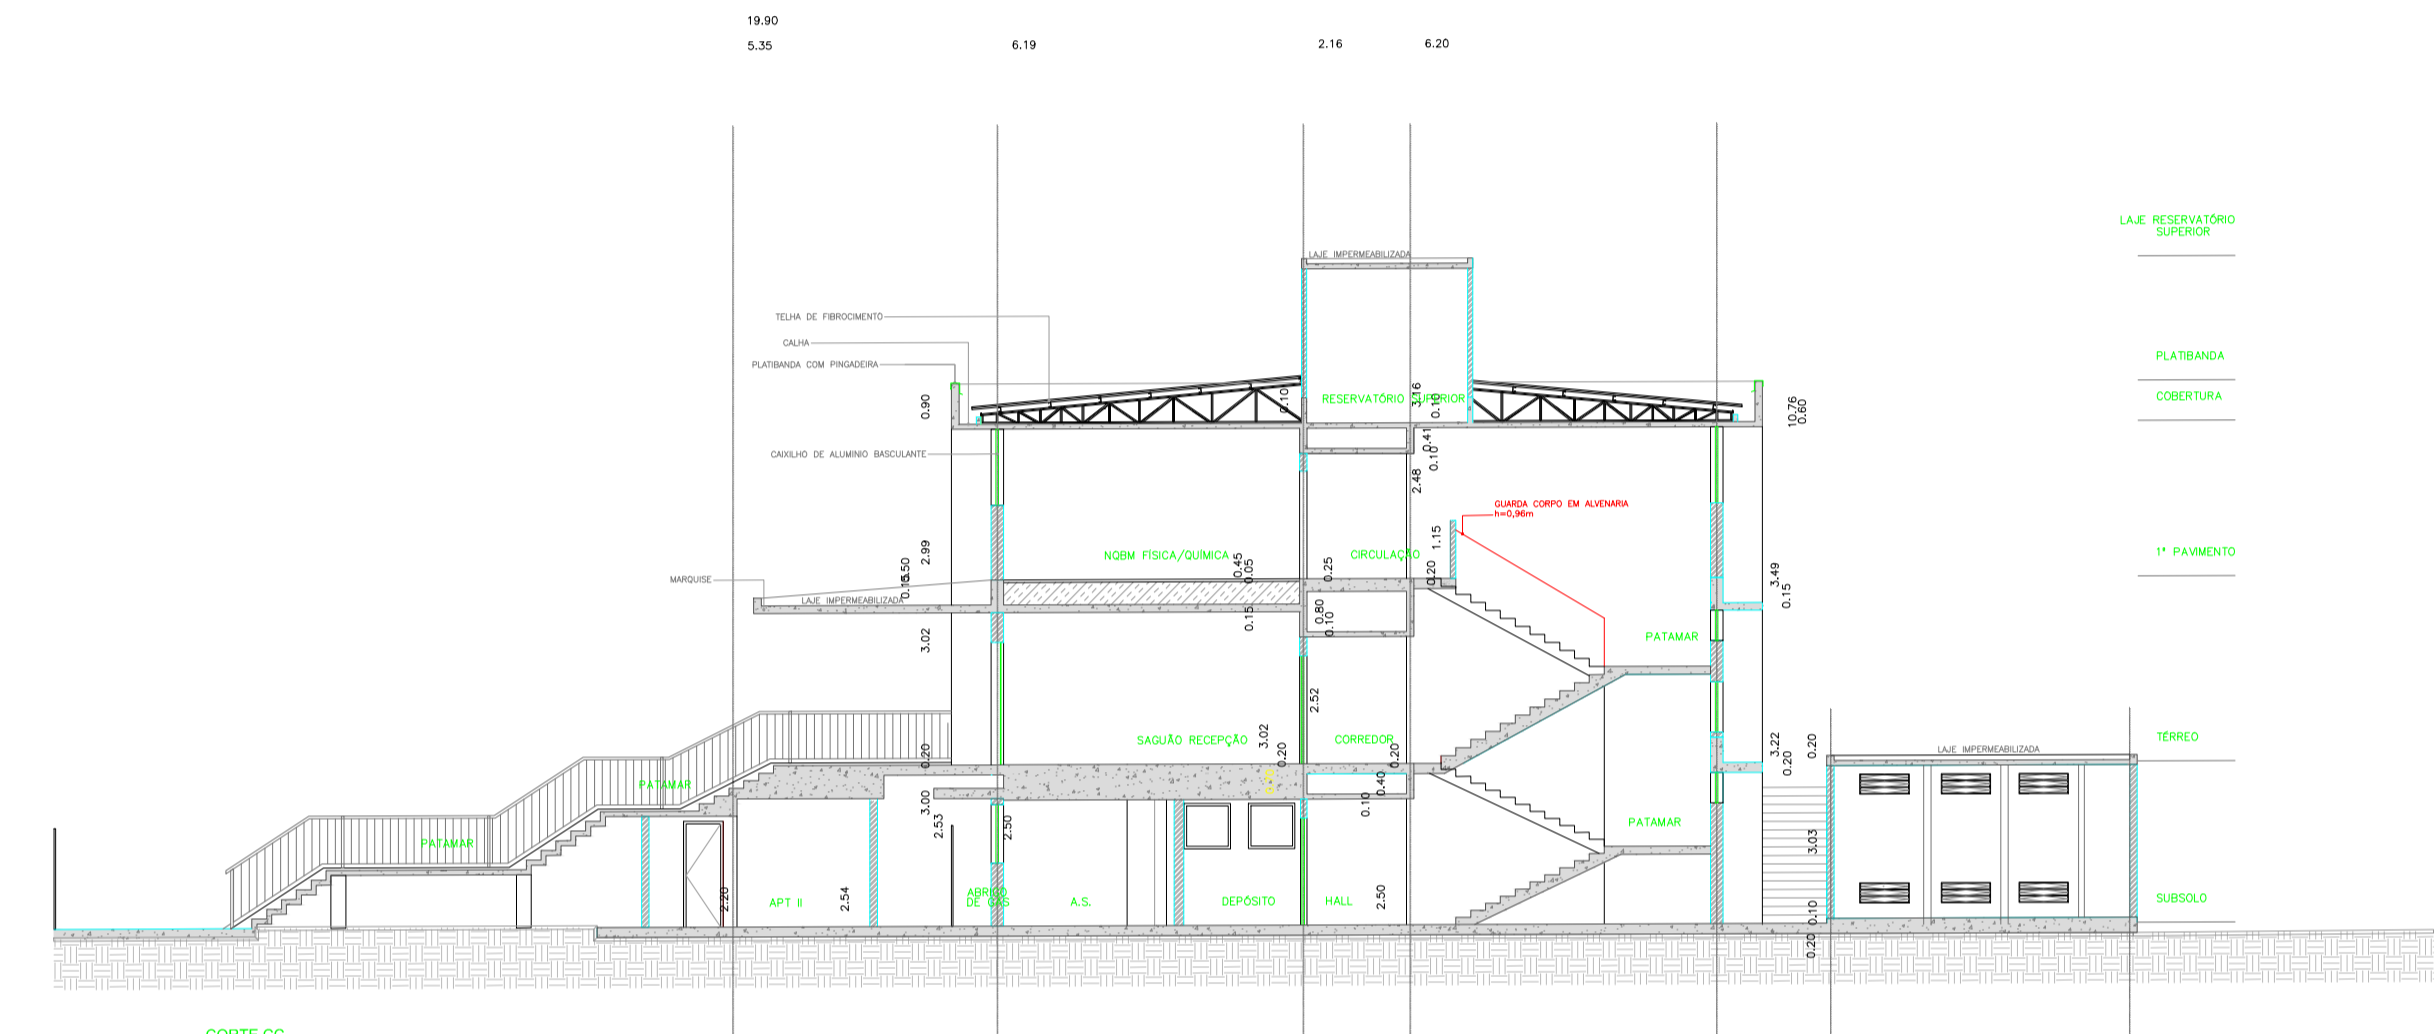 19.90
5.35 6.19 2.16 6.20
LAJE RESERVATÓRIO
SUPERIOR
LAJE IMPERMEABILIZADA
TELHA DE FIBROCIMENTO
CALHA
PLATIBANDA
PLATIBANDA COM PINGADEIRA
COBERTURA
0.90
0.10
RESERVATÓRIO SUPERIOR
3.16
0.10
10.76
0.60
0.41
0.10
CAIXILHO DE ALUMINIO BASCULANTE
2.48
GUARDA CORPO EM ALVENARIA
h=0,96m
1.15
2.99
NQBM FÍSICA/QUÍMICA
CIRCULAÇÃO
1° PAVIMENTO
0.45
0.05
0.25
0.20
3.49
0.15
MARQUISE
0.15
LAJE IMPERMEABILIZADA
0.15
0.80
0.10
3.02
PATAMAR
2.52
SAGUÃO RECEPÇÃO
3.02
0.20
CORREDOR
0.20
0.20
3.22
0.20
0.20
TÉRREO
LAJE IMPERMEABILIZADA
PATAMAR
0.40
0.10
3.00
2.53
2.50
PATAMAR
PATAMAR
3.03
2.20
APT II
2.54
ABRIGO
DE GÁS
A.S.
DEPÓSITO
HALL
2.50
0.10
SUBSOLO
0.20
CORTE CC